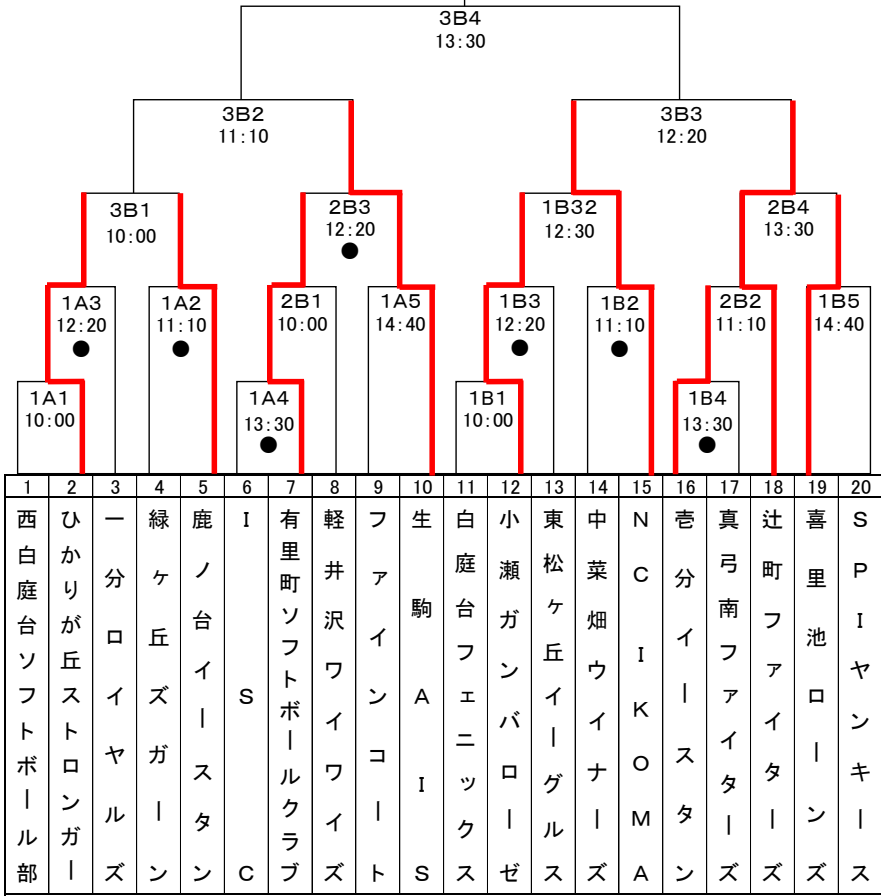 3B4
13:30
3B2
11:10
3B3
12:20
3B1
10:00
2B3
12:20
1B32
12:30
2B4
13:30
1A3
12:20
1A2
11:10
2B1
10:00
1A5
14:40
1B3
12:20
1B2
11:10
2B2
11:10
1B5
14:40
1A1
10:00
1A4
13:30
1B1
10:00
1B4
13:30
1 2 3 4 5 6 7 8 9 10 11 12 13 14 15 16 17 18 19 20
西白庭台ソフトボール部
ひかりが丘ストロンガー
一分ロイヤルズ
緑ヶ丘ズガーン
鹿ノ台イースタン
ISC
有里町ソフトボールクラブ
軽井沢ワイワイズ
ファインコート
生駒AIS
白庭台フェニックス
小瀬ガンバローゼ
東松ヶ丘イーグルス
中菜畑ウイナーズ
NCIKOMA
壱分イースタン
真弓南ファイターズ
辻町ファイターズ
喜里池ローンズ
SPIヤンキース